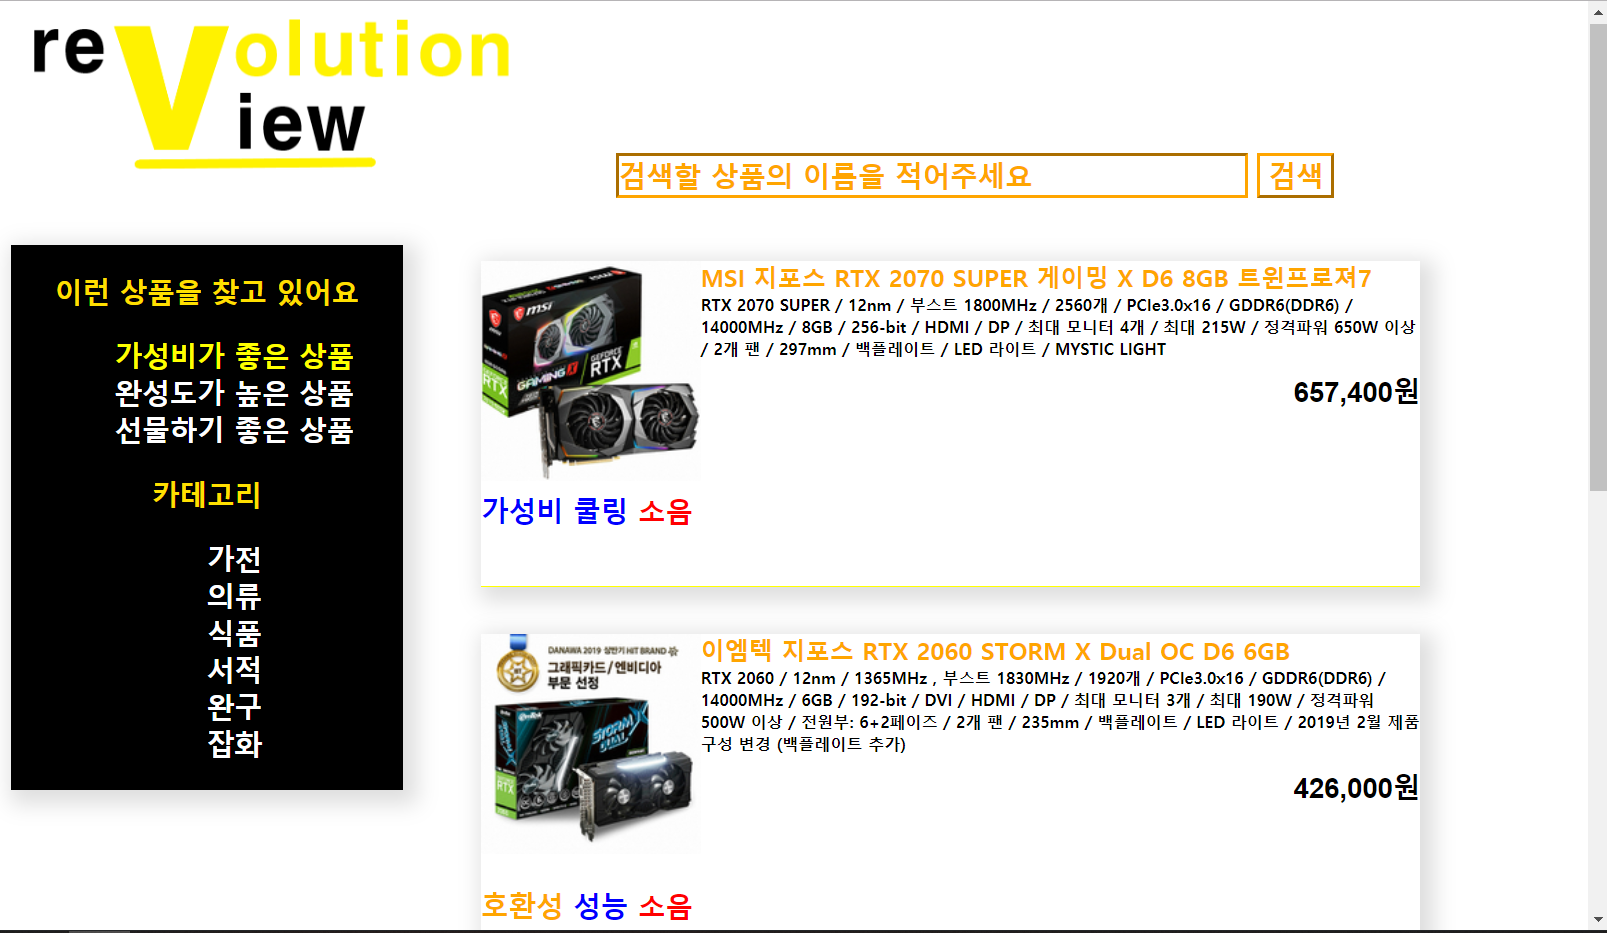 reVolution
View
검색할 상품의 이름을 적어주세요
검색
이런 상품을 찾고 있어요
가성비가 좋은 상품
완성도가 높은 상품
선물하기 좋은 상품
카테고리
가전
의류
식품
서적
완구
잡화
msi
GEFORCE
RTX
GAMING X
RTX
MSI 지포스 RTX 2070 SUPER 게이밍 X D6 8GB 트윈프로져7
RTX 2070 SUPER / 12nm / 부스트 1800MHz / 2560개 / PCIe3.0x16 / GDDR6(DDR6) /
14000MHz / 8GB / 256-bit / HDMI / DP / 최대 모니터 4개 / 최대 215W / 정격파워 650W 이상
/ 2개 팬 / 297mm / 백플레이트 / LED 라이트 / MYSTIC LIGHT
657,400원
가성비 쿨링 소음
DANAWA 2019 상반기 HIT BRAND
그래픽카드 / 엔비디아
부문 선정
STORM X
DUAL
RTX
이엠텍 지포스 RTX 2060 STORM X Dual OC D6 6GB
RTX 2060 / 12nm / 1365MHz , 부스트 1830MHz / 1920개 / PCIe3.0x16 / GDDR6(DDR6) /
14000MHz / 6GB / 192-bit / DVI / HDMI / DP / 최대 모니터 3개 / 최대 190W / 정격파워
500W 이상 / 전원부: 6+2페이즈 / 2개 팬 / 235mm / 백플레이트 / LED 라이트 / 2019년 2월 제품
구성 변경 (백플레이트 추가)
426,000원
호환성 성능 소음